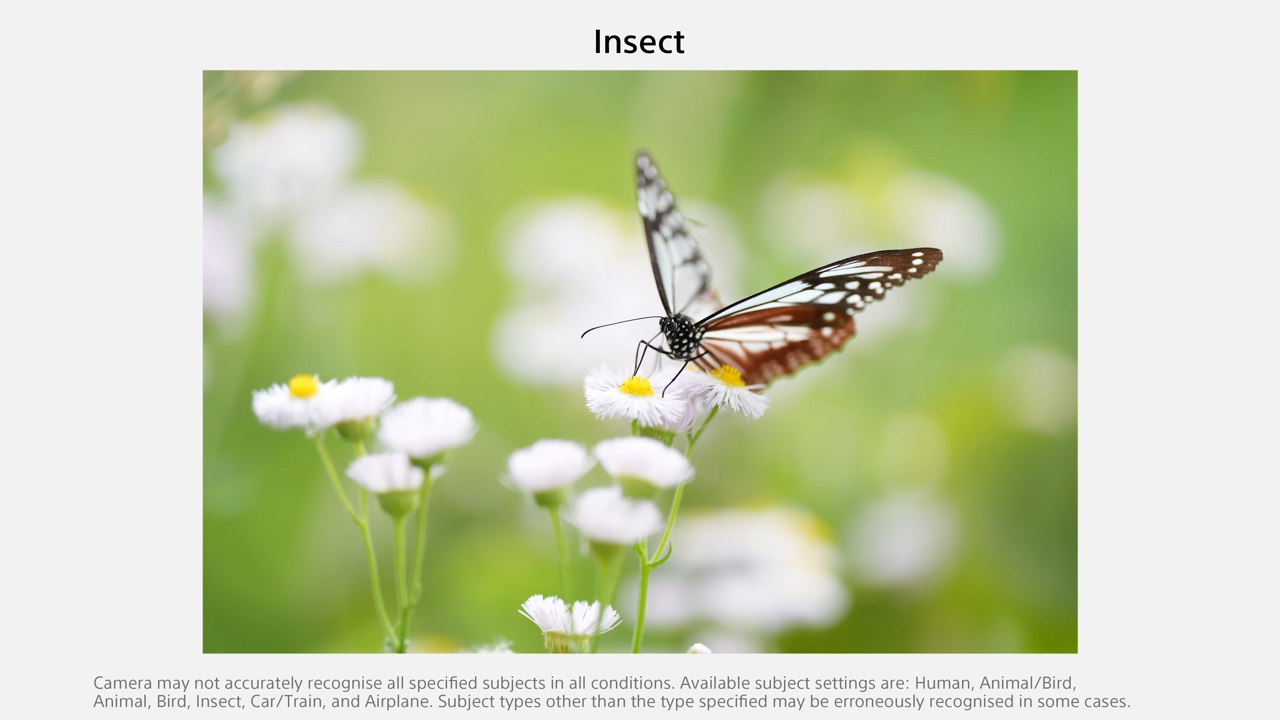 Insect
Camera may not accurately recognise all specified subjects in all conditions. Available subject settings are: Human, Animal/Bird,
Animal, Bird, Insect, Car/Train, and Airplane. Subject types other than the type specified may be erroneously recognised in some cases.